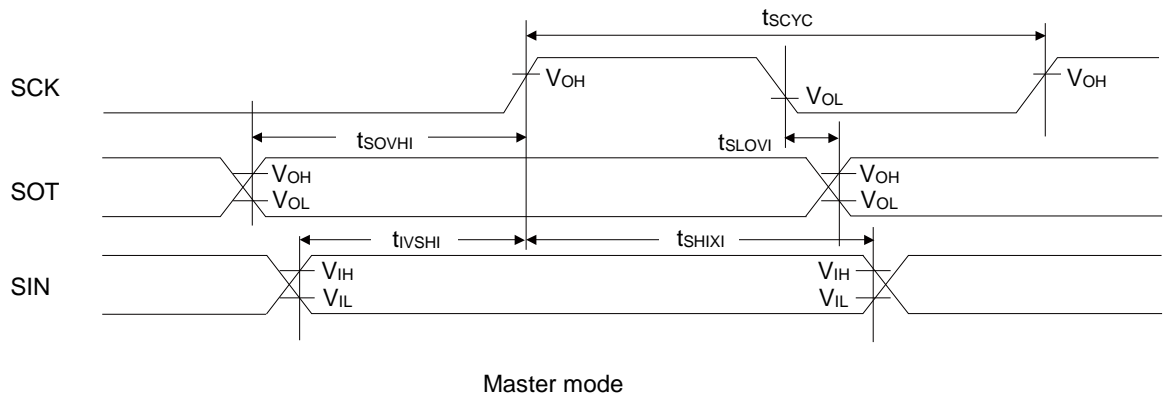 tSCYC
SCK
VOH
VOL
VOH
tSOVHI
tSLOVI
SOT
VOH
VOL
VOH
VOL
tIVSHI
tSHIXI
SIN
VIH
VIL
VIH
VIL
Master mode